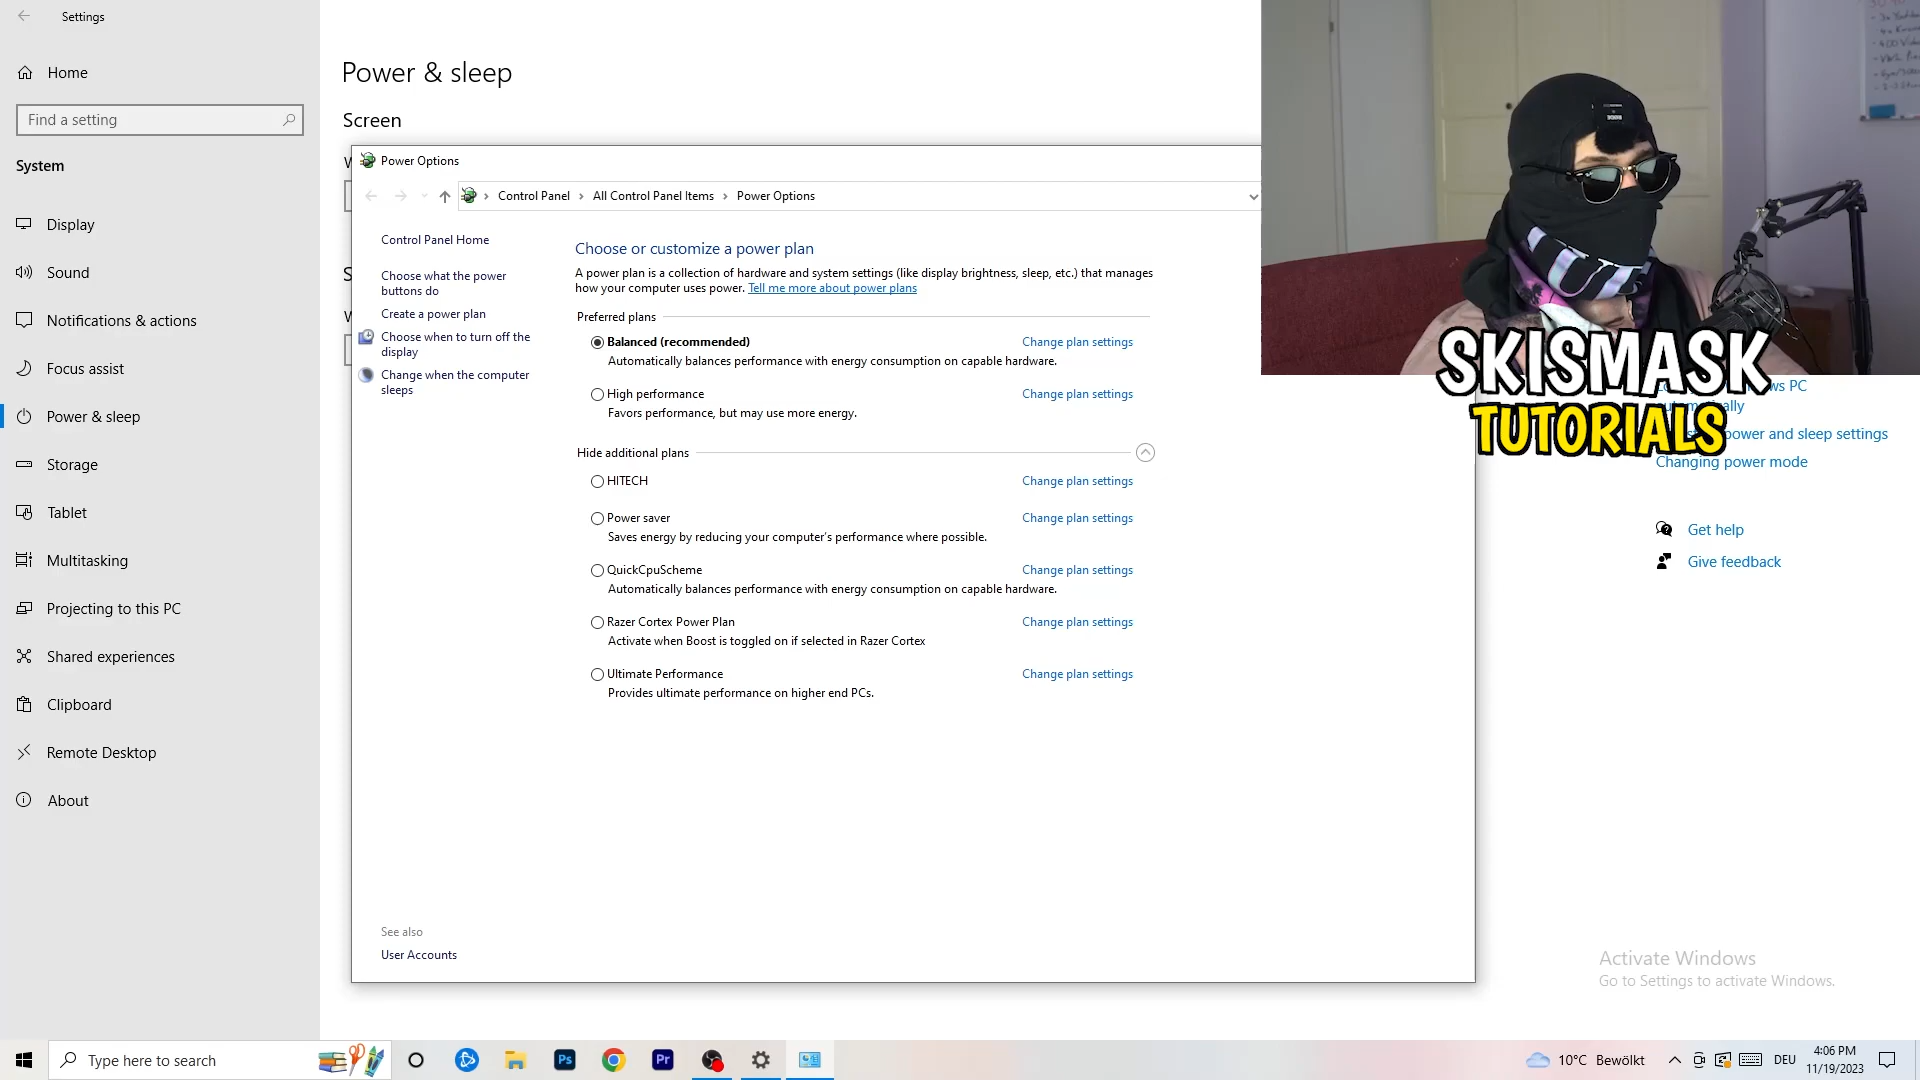 Settings
Home
Find a setting
System
Display
Sound
Notifications & actions
Focus assist
Power & sleep
Storage
Tablet
Multitasking
Projecting to this PC
Shared experiences
Clipboard
Remote Desktop
About
Power & sleep
Screen
Power Options
Control Panel
All Control Panel Items
Power Options
Control Panel Home
Choose what the power
buttons do
Create a power plan
Choose when to turn off the
display
Change when the computer
sleeps
See also
User Accounts
Choose or customize a power plan
A power plan is a collection of hardware and system settings (like display brightness, sleep, etc.) that manages
how your computer uses power. Tell me more about power plans
Preferred plans
Balanced (recommended) Change plan settings
Automatically balances performance with energy consumption on capable hardware.
High performance Change plan settings
Favors performance, but may use more energy.
Hide additional plans
HITECH Change plan settings
Power saver Change plan settings
Saves energy by reducing your computer's performance where possible.
QuickCpuScheme Change plan settings
Automatically balances performance with energy consumption on capable hardware.
Razer Cortex Power Plan Change plan settings
Activate when Boost is toggled on if selected in Razer Cortex
Ultimate Performance Change plan settings
Provides ultimate performance on higher end PCs.
SKISMASK
TUTORIALS
PC
power and sleep settings
Changing power mode
Get help
Give feedback
Activate Windows
Go to Settings to activate Windows.
Type here to search
Ps
Pr
10°C Bewölkt
DEU
4:06 PM
11/19/2023